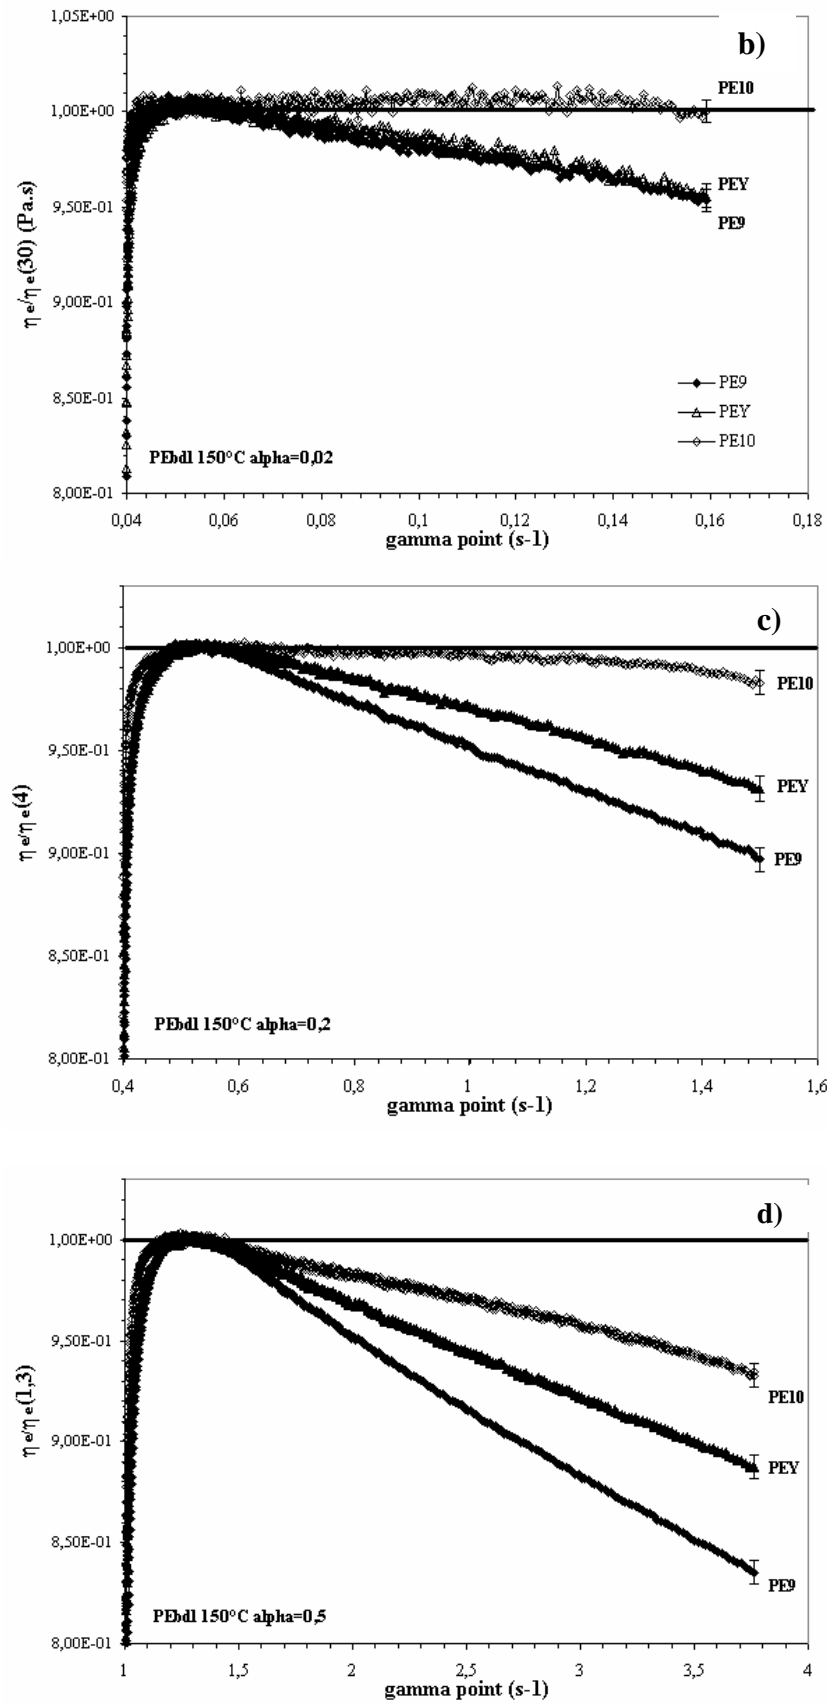 1,05E+00
b)
PE10
1,00E+00
PEY
9,50E-01
PE9
η e/η e(30) (Pa.s)
9,00E-01
PE9
PEY
8,50E-01
PE10
PEbdl 150°C alpha=0,02
8,00E-01
0,04 0,06 0,08 0,1 0,12 0,14 0,16 0,18
gamma point (s-1)
c)
1,00E+00
PE10
9,50E-01
PEY
η e/η e(4)
9,00E-01
PE9
8,50E-01
PEbdl 150°C alpha=0,2
8,00E-01
0,4 0,6 0,8 1 1,2 1,4 1,6
gamma point (s-1)
d)
1,00E+00
9,50E-01
PE10
η e/η e(1,3)
9,00E-01
PEY
8,50E-01
PE9
PEbdl 150°C alpha=0,5
8,00E-01
1 1,5 2 2,5 3 3,5 4
gamma point (s-1)